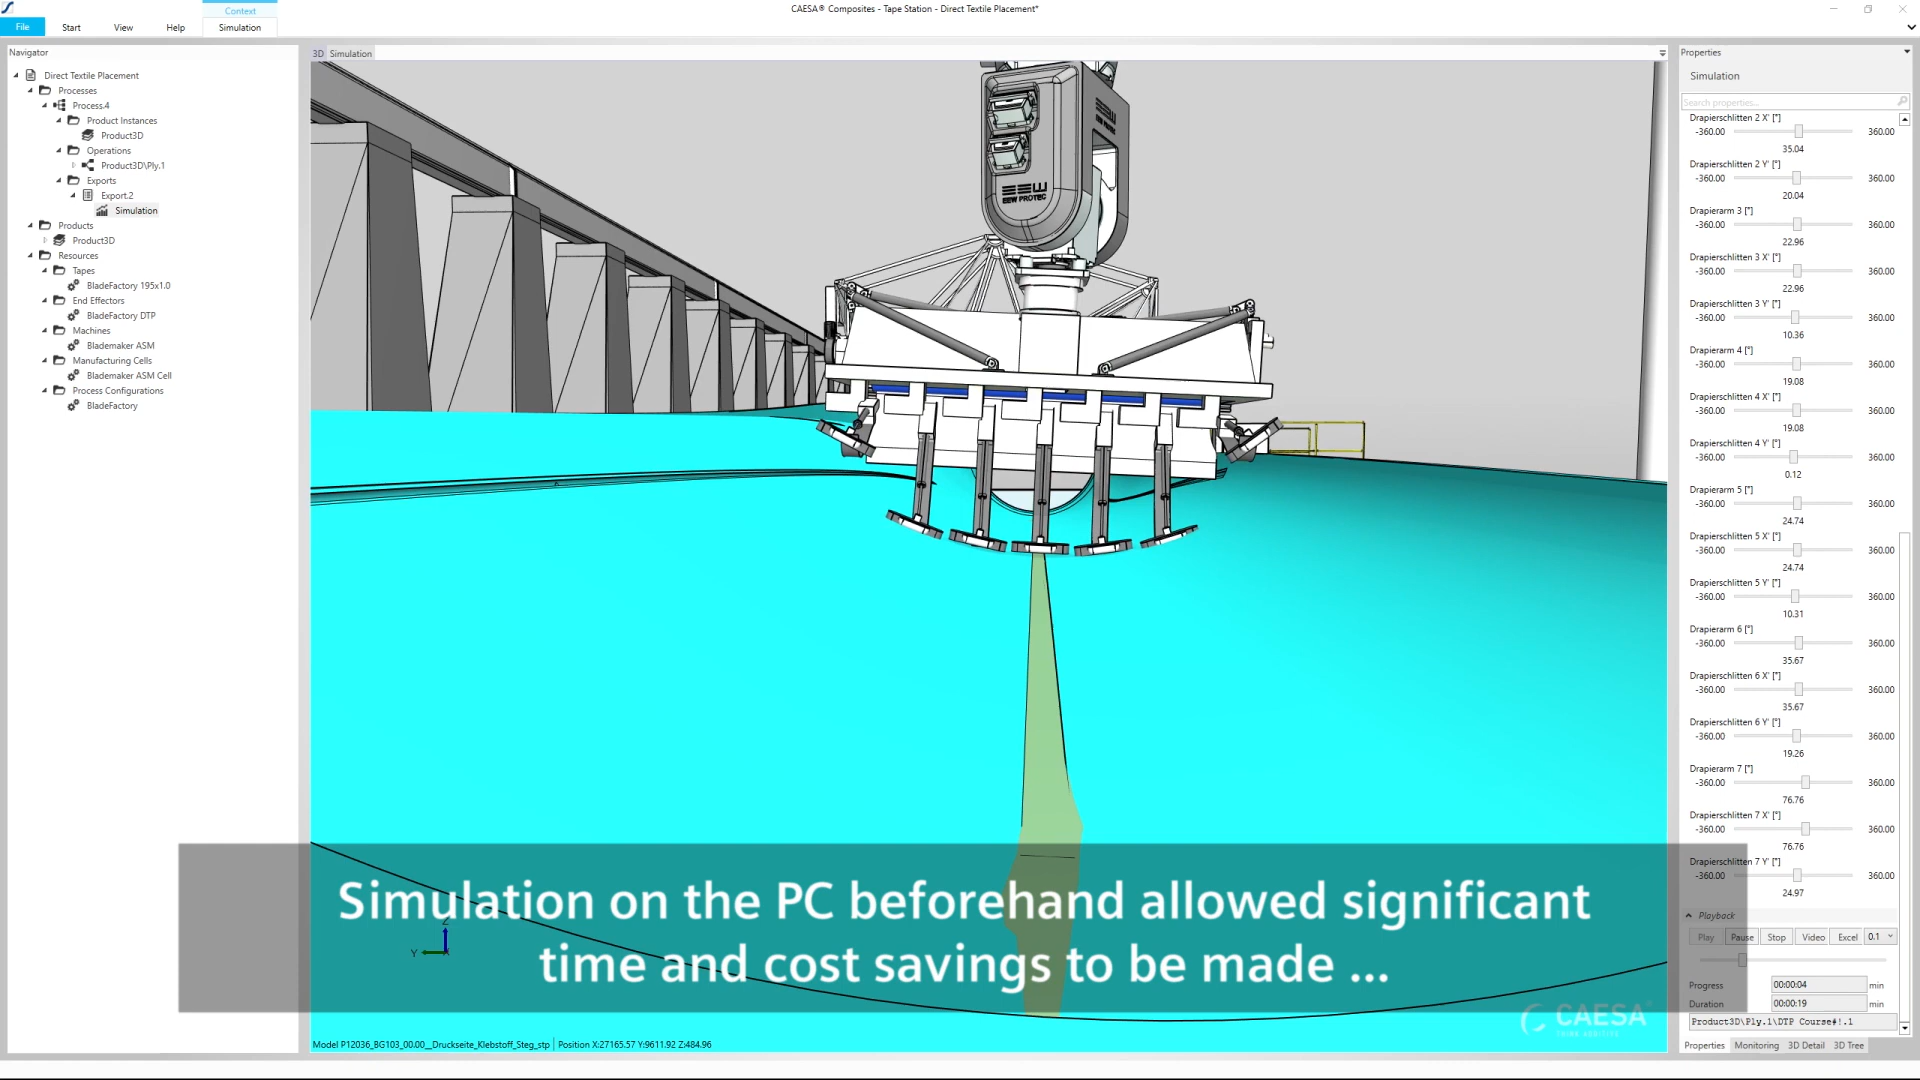 Context
CAESA® Composites - Tape Station - Direct Textile Placement*
File
Start
View
Help
Simulation
Navigator
Direct Textile Placement
Processes
Process.4
Product Instances
Product3D
Operations
Product3D\Ply.1
Exports
Export.2
Simulation
Products
Product3D
Resources
Tapes
BladeFactory 195x1.0
End Effectors
BladeFactory DTP
Machines
Blademaker ASM
Manufacturing Cells
Blademaker ASM Cell
Process Configurations
BladeFactory
3D Simulation
EEW PROTEC
EEW PROTEC
Y
Simulation on the PC beforehand allowed significant
time and cost savings to be made ...
CAESA
Model P12036_BG103_00.00__Druckseite_Klebstoff_Steg_stp Position X:27165.57 Y:9611.92 Z:484.96
Properties
Simulation
Search properties...
Drapierschlitten 2 X' [°]
-360.00 360.00
35.04
Drapierschlitten 2 Y' [°]
-360.00 360.00
20.04
Drapierarm 3 [°]
-360.00 360.00
22.96
Drapierschlitten 3 X' [°]
-360.00 360.00
22.96
Drapierschlitten 3 Y' [°]
-360.00 360.00
10.36
Drapierarm 4 [°]
-360.00 360.00
19.08
Drapierschlitten 4 X' [°]
-360.00 360.00
19.08
Drapierschlitten 4 Y' [°]
-360.00 360.00
0.12
Drapierarm 5 [°]
-360.00 360.00
24.74
Drapierschlitten 5 X' [°]
-360.00 360.00
24.74
Drapierschlitten 5 Y' [°]
-360.00 360.00
10.31
Drapierarm 6 [°]
-360.00 360.00
35.67
Drapierschlitten 6 X' [°]
-360.00 360.00
35.67
Drapierschlitten 6 Y' [°]
-360.00 360.00
19.26
Drapierarm 7 [°]
-360.00 360.00
76.76
Drapierschlitten 7 X' [°]
-360.00 360.00
76.76
Drapierschlitten 7 Y' [°]
-360.00 360.00
24.97
Playback
Play Pause Stop Video Excel 0.1
Progress 00:00:04 min
Duration 00:00:19 min
Product3D\Ply.1\DTP Course#!.1
Properties Monitoring 3D Detail 3D Tree